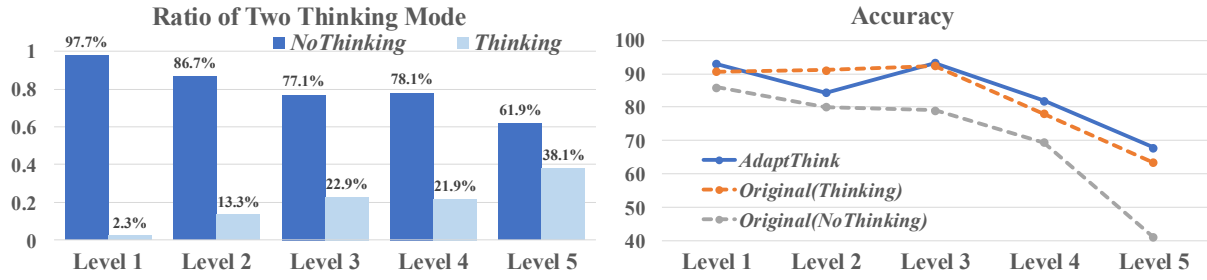 Ratio of Two Thinking Mode
NoThinking Thinking
1
0.8
0.6
0.4
0.2
0
97.7%
2.3%
86.7%
13.3%
77.1%
22.9%
78.1%
21.9%
61.9%
38.1%
Level 1 Level 2 Level 3 Level 4 Level 5
Accuracy
100
90
80
70
60
50
40
AdaptThink
Original(Thinking)
Original(NoThinking)
Level 1 Level 2 Level 3 Level 4 Level 5